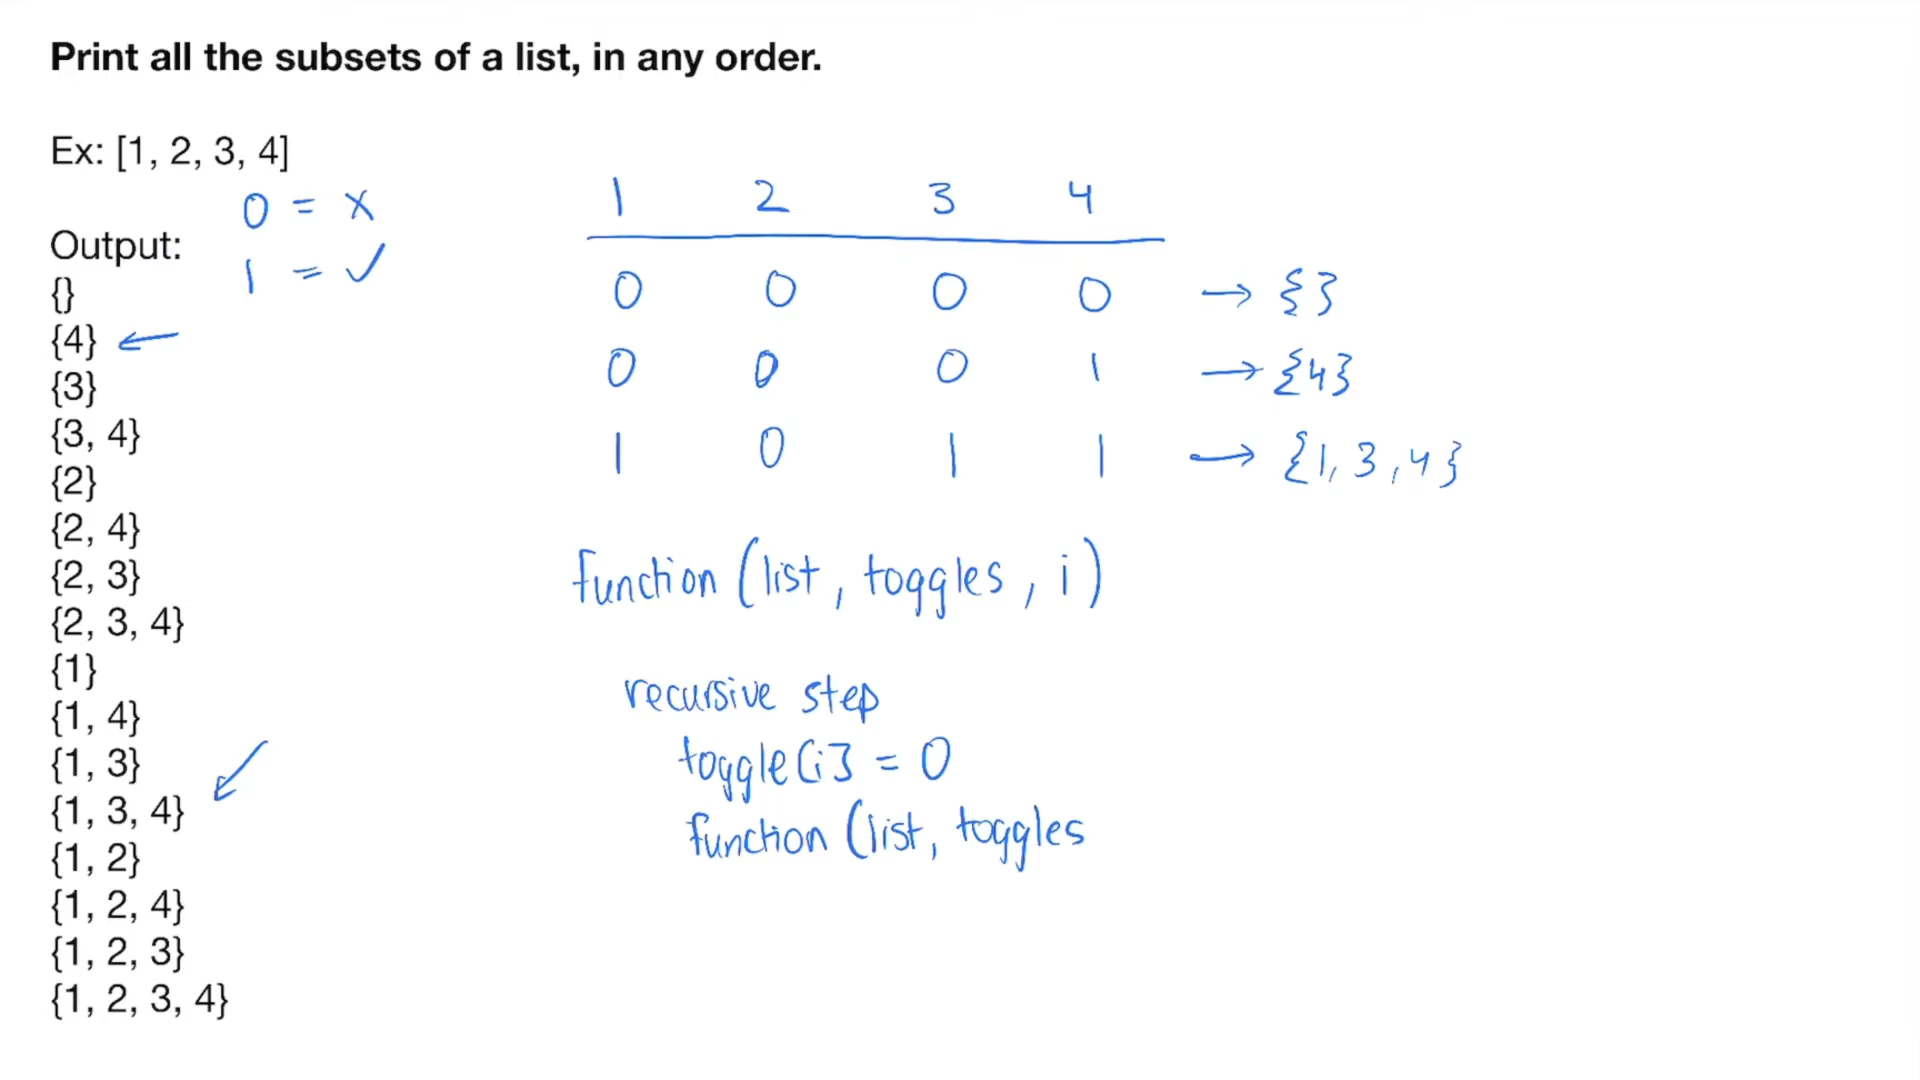 Print all the subsets of a list, in any order.
Ex: [1, 2, 3, 4]
0 = x
1 = ✓
Output:
{}
{4} ←
{3}
{3, 4}
{2}
{2, 4}
{2, 3}
{2, 3, 4}
{1}
{1, 4}
{1, 3}
{1, 3, 4}
{1, 2}
{1, 2, 4}
{1, 2, 3}
{1, 2, 3, 4}
1 2 3 4
0 0 0 0 → {}
0 0 0 1 → {4}
1 0 1 1 → {1, 3, 4}
function (list, toggles, i)
recursive step
toggle[i] = 0
function (list, toggles